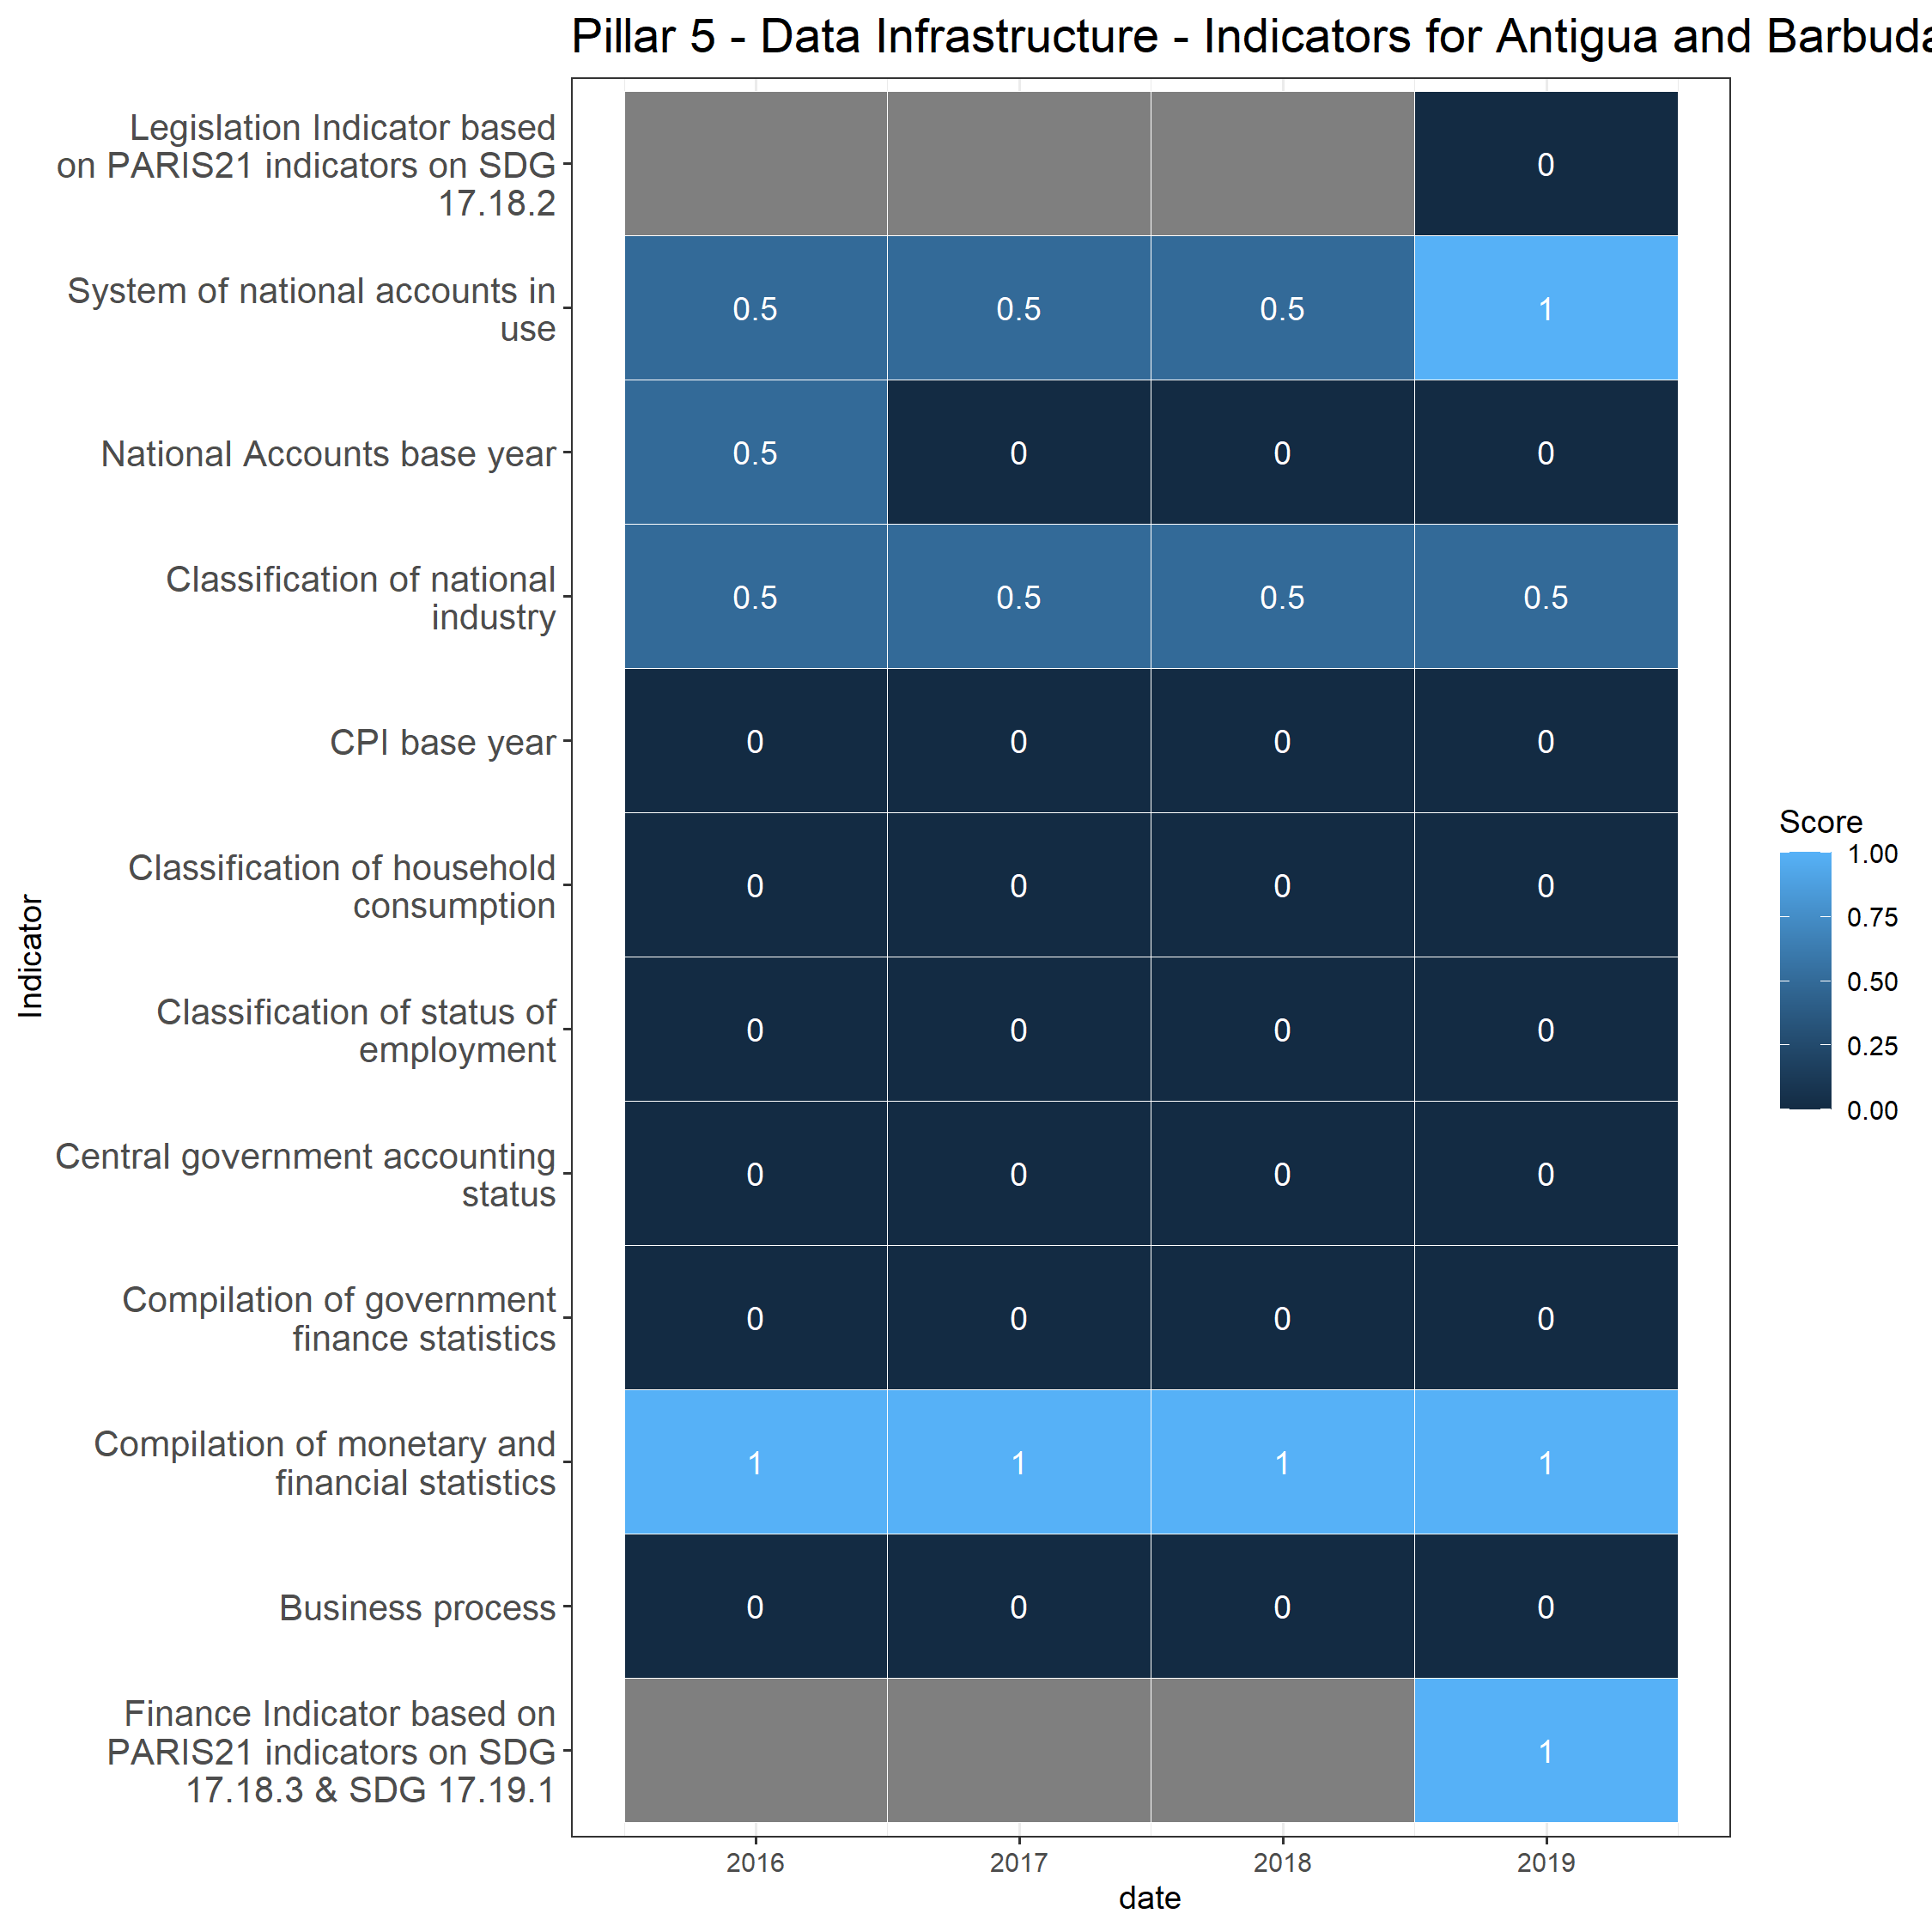 Pillar 5 - Data Infrastructure - Indicators for Antigua and Barbuda
Legislation Indicator based
on PARIS21 indicators on SDG
17.18.2
0
System of national accounts in
use
0.5 0.5 0.5 1
National Accounts base year
0.5 0 0 0
Classification of national
industry
0.5 0.5 0.5 0.5
CPI base year
0 0 0 0
Classification of household
consumption
0 0 0 0
Classification of status of
employment
0 0 0 0
Central government accounting
status
0 0 0 0
Compilation of government
finance statistics
0 0 0 0
Compilation of monetary and
financial statistics
1 1 1 1
Business process
0 0 0 0
Finance Indicator based on
PARIS21 indicators on SDG
17.18.3 & SDG 17.19.1
1
2016 2017 2018 2019
date
Indicator
Score
1.00
0.75
0.50
0.25
0.00